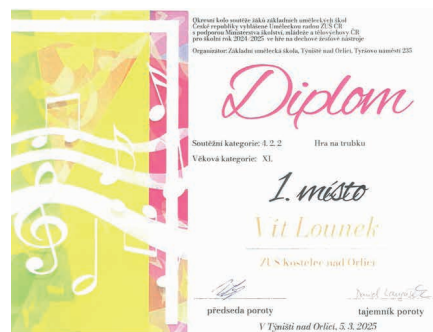 Okresní kolo soutěže žáků základních uměleckých škol
České republiky vyhlášené Uměleckou radou ZUŠ ČR
s podporou Ministerstva školství, mládeže a tělovýchovy ČR
pro školní rok 2024-2025 ve hře na dechové žesťové nástroje
Organizátor: Základní umělecká škola, Týniště nad Orlicí, Tyršovo náměstí 235
Diplom
Soutěžní kategorie: 4. 2. 2 Hra na trubku
Věková kategorie: XI.
1. místo
Vít Lounek
ZUŠ Kostelec nad Orlicí
předseda poroty tajemník poroty
V Týništi nad Orlicí, 5. 3. 2025